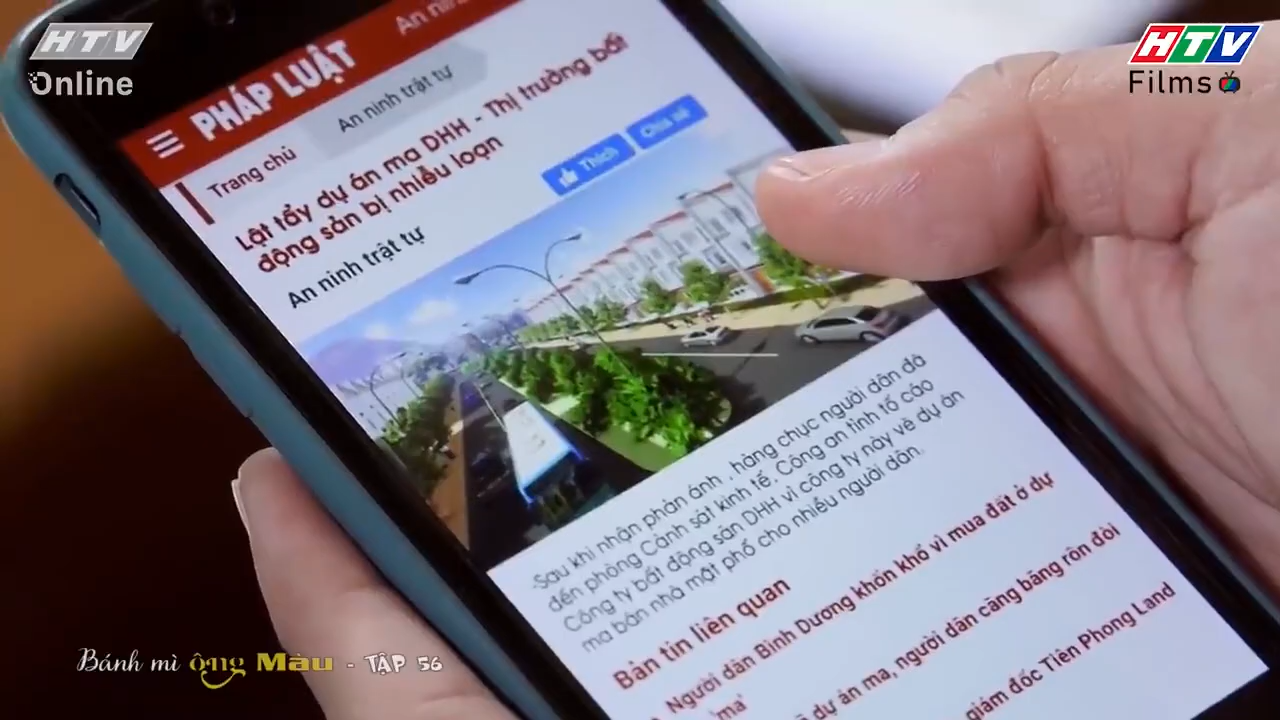 HTV
Online
HTV
Films
An ninh
PHÁP LUẬT
An ninh trật tự
Trang chủ
Lật tẩy dự án ma DHH - Thị trường bất
động sản bị nhiễu loạn
Thích
Chia sẻ
An ninh trật tự
-Sau khi nhận phản ánh , hàng chục người dân đã
đến phòng Cảnh sát kinh tế, Công an tỉnh tố cáo
Công ty bất động sản DHH vì công ty này vẽ dự án
ma bán nhà mặt phố cho nhiều người dân.
Bản tin liên quan
Người dân Bình Dương khốn khổ vì mua đất ở dự
'ma'
dự án ma, người dân căng băng rôn đòi
giám đốc Tiên Phong Land
Bánh mì ông Màu - TẬP 56